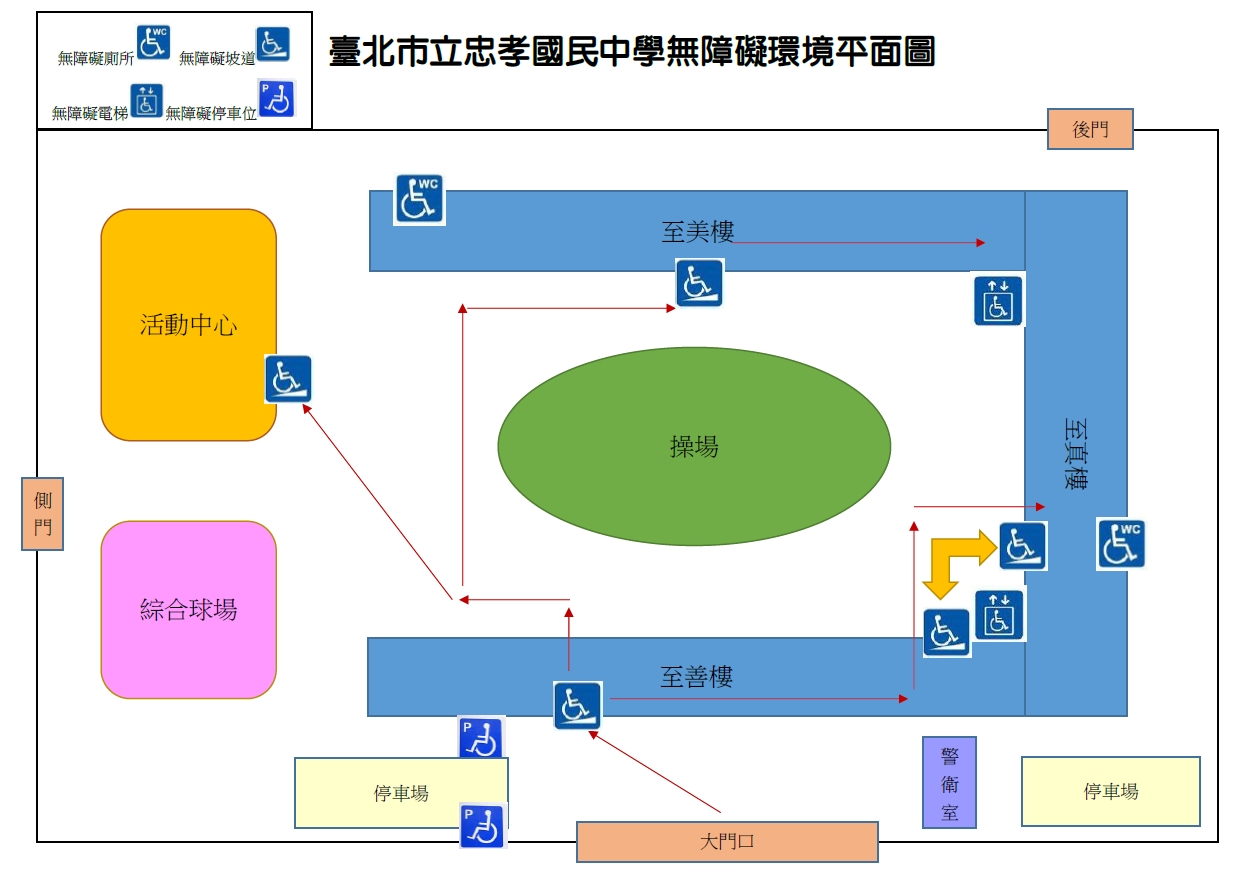 臺北市立忠孝國民中學無障礙環境平面圖
無障礙廁所 WC 無障礙坡道
無障礙電梯 無障礙停車位 P
後門
WC
至美樓
活動中心
操場
至真樓
側門
綜合球場
WC
至善樓
P
停車場
P
警衛室
停車場
大門口